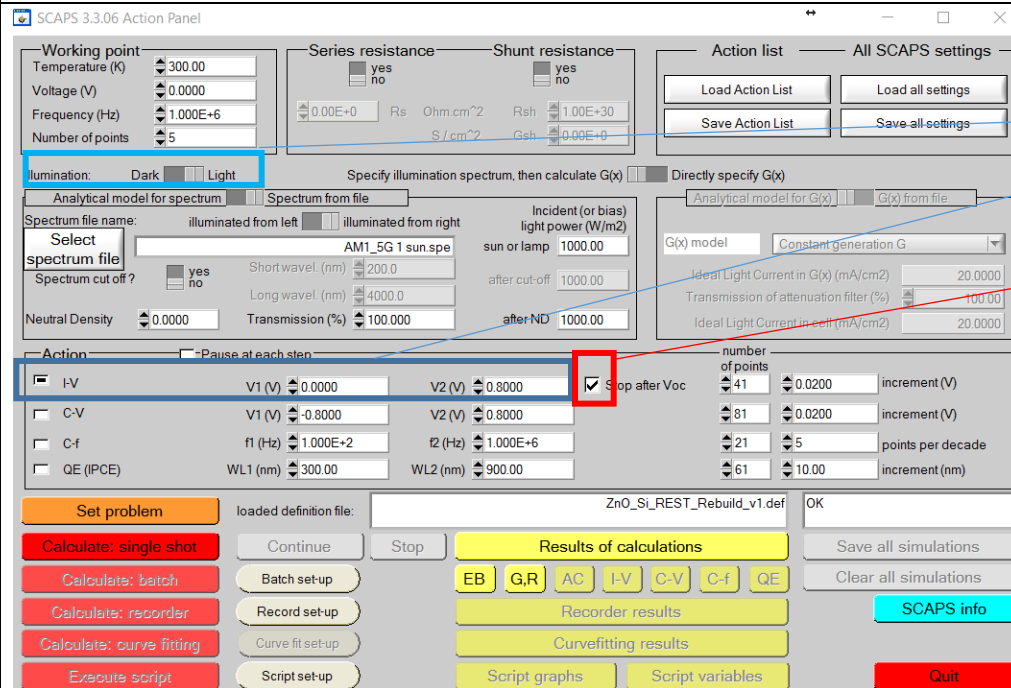 SCAPS 3.3.06 Action Panel
Working point
Temperature (K) 300.00
Voltage (V) 0.0000
Frequency (Hz) 1.000E+6
Number of points 5
Series resistance
yes
no
0.00E+0 Rs Ohm.cm^2
S / cm^2
Shunt resistance
yes
no
Rsh 1.00E+30
Gsh 0.00E+0
Action list
Load Action List
Save Action List
All SCAPS settings
Load all settings
Save all settings
Illumination: Dark Light
Specify illumination spectrum, then calculate G(x) Directly specify G(x)
Analytical model for spectrum Spectrum from file
Spectrum file name: illuminated from left illuminated from right
Select
spectrum file
AM1_5G 1 sun.spe
Incident (or bias)
light power (W/m2)
sun or lamp 1000.00
Spectrum cut off ? yes
no
Short wavel. (nm) 200.0
Long wavel. (nm) 4000.0
after cut-off 1000.00
Neutral Density 0.0000
Transmission (%) 100.000
after ND 1000.00
Analytical model for G(x) G(x) from file
G(x) model Constant generation G
Ideal Light Current in G(x) (mA/cm2) 20.0000
Transmission of attenuation filter (%) 100.00
Ideal Light Current in cell (mA/cm2) 20.0000
Action Pause at each step
number
of points
I-V V1 (V) 0.0000 V2 (V) 0.8000 Stop after Voc 41 0.0200 increment (V)
C-V V1 (V) -0.8000 V2 (V) 0.8000 81 0.0200 increment (V)
C-f f1 (Hz) 1.000E+2 f2 (Hz) 1.000E+6 21 5 points per decade
QE (IPCE) WL1 (nm) 300.00 WL2 (nm) 900.00 61 10.00 increment (nm)
Set problem loaded definition file: ZnO_Si_REST_Rebuild_v1.def OK
Calculate: single shot Continue Stop Results of calculations Save all simulations
Calculate: batch Batch set-up EB G,R AC I-V C-V C-f QE Clear all simulations
Calculate: recorder Record set-up Recorder results SCAPS info
Calculate: curve fitting Curve fit set-up Curvefitting results
Execute script Script set-up Script graphs Script variables Quit